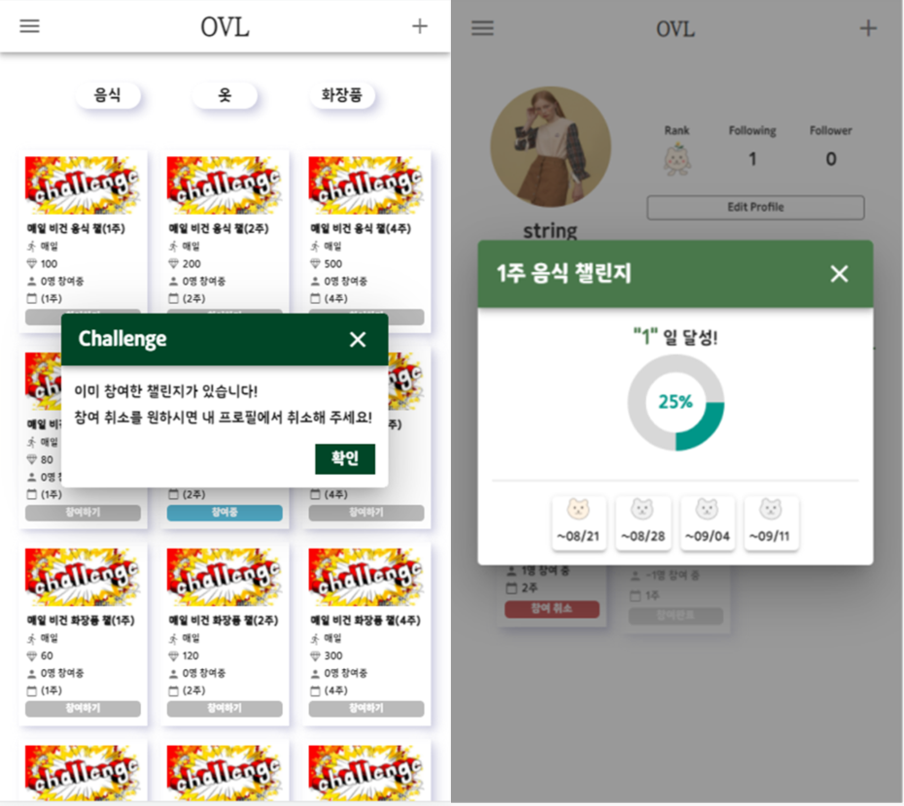 OVL
음식
옷
화장품
challenge
challenge
challenge
매일 비건 음식 챌(1주)
매일 비건 음식 챌(2주)
매일 비건 음식 챌(4주)
매일
매일
매일
100
200
500
0명 참여중
0명 참여중
0명 참여중
(1주)
(2주)
(4주)
Challenge
이미 참여한 챌린지가 있습니다!
참여 취소를 원하시면 내 프로필에서 취소해 주세요!
확인
매일
80
(1주)
(2주)
(4주)
참여하기
참여중
참여하기
challenge
challenge
challenge
매일 비건 화장품 챌(1주)
매일 비건 화장품 챌(2주)
매일 비건 화장품 챌(4주)
매일
매일
매일
60
120
300
0명 참여중
0명 참여중
0명 참여중
(1주)
(2주)
(4주)
참여하기
참여하기
참여하기
challenge
challenge
challenge
OVL
Rank
Following
Follower
1
0
Edit Profile
string
1주 음식 챌린지
"1" 일 달성!
25%
~08/21
~08/28
~09/04
~09/11
1명 참여 중
-1명 참여 중
2주
1주
참여 취소
참여완료